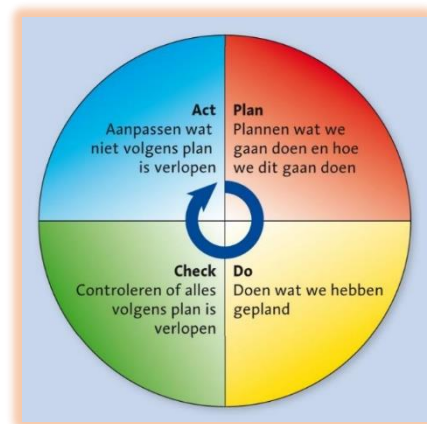 Act
Aanpassen wat
niet volgens plan
is verlopen
Plan
Plannen wat we
gaan doen en hoe
we dit gaan doen
Check
Controleren of alles
volgens plan is
verlopen
Do
Doen wat we hebben
gepland